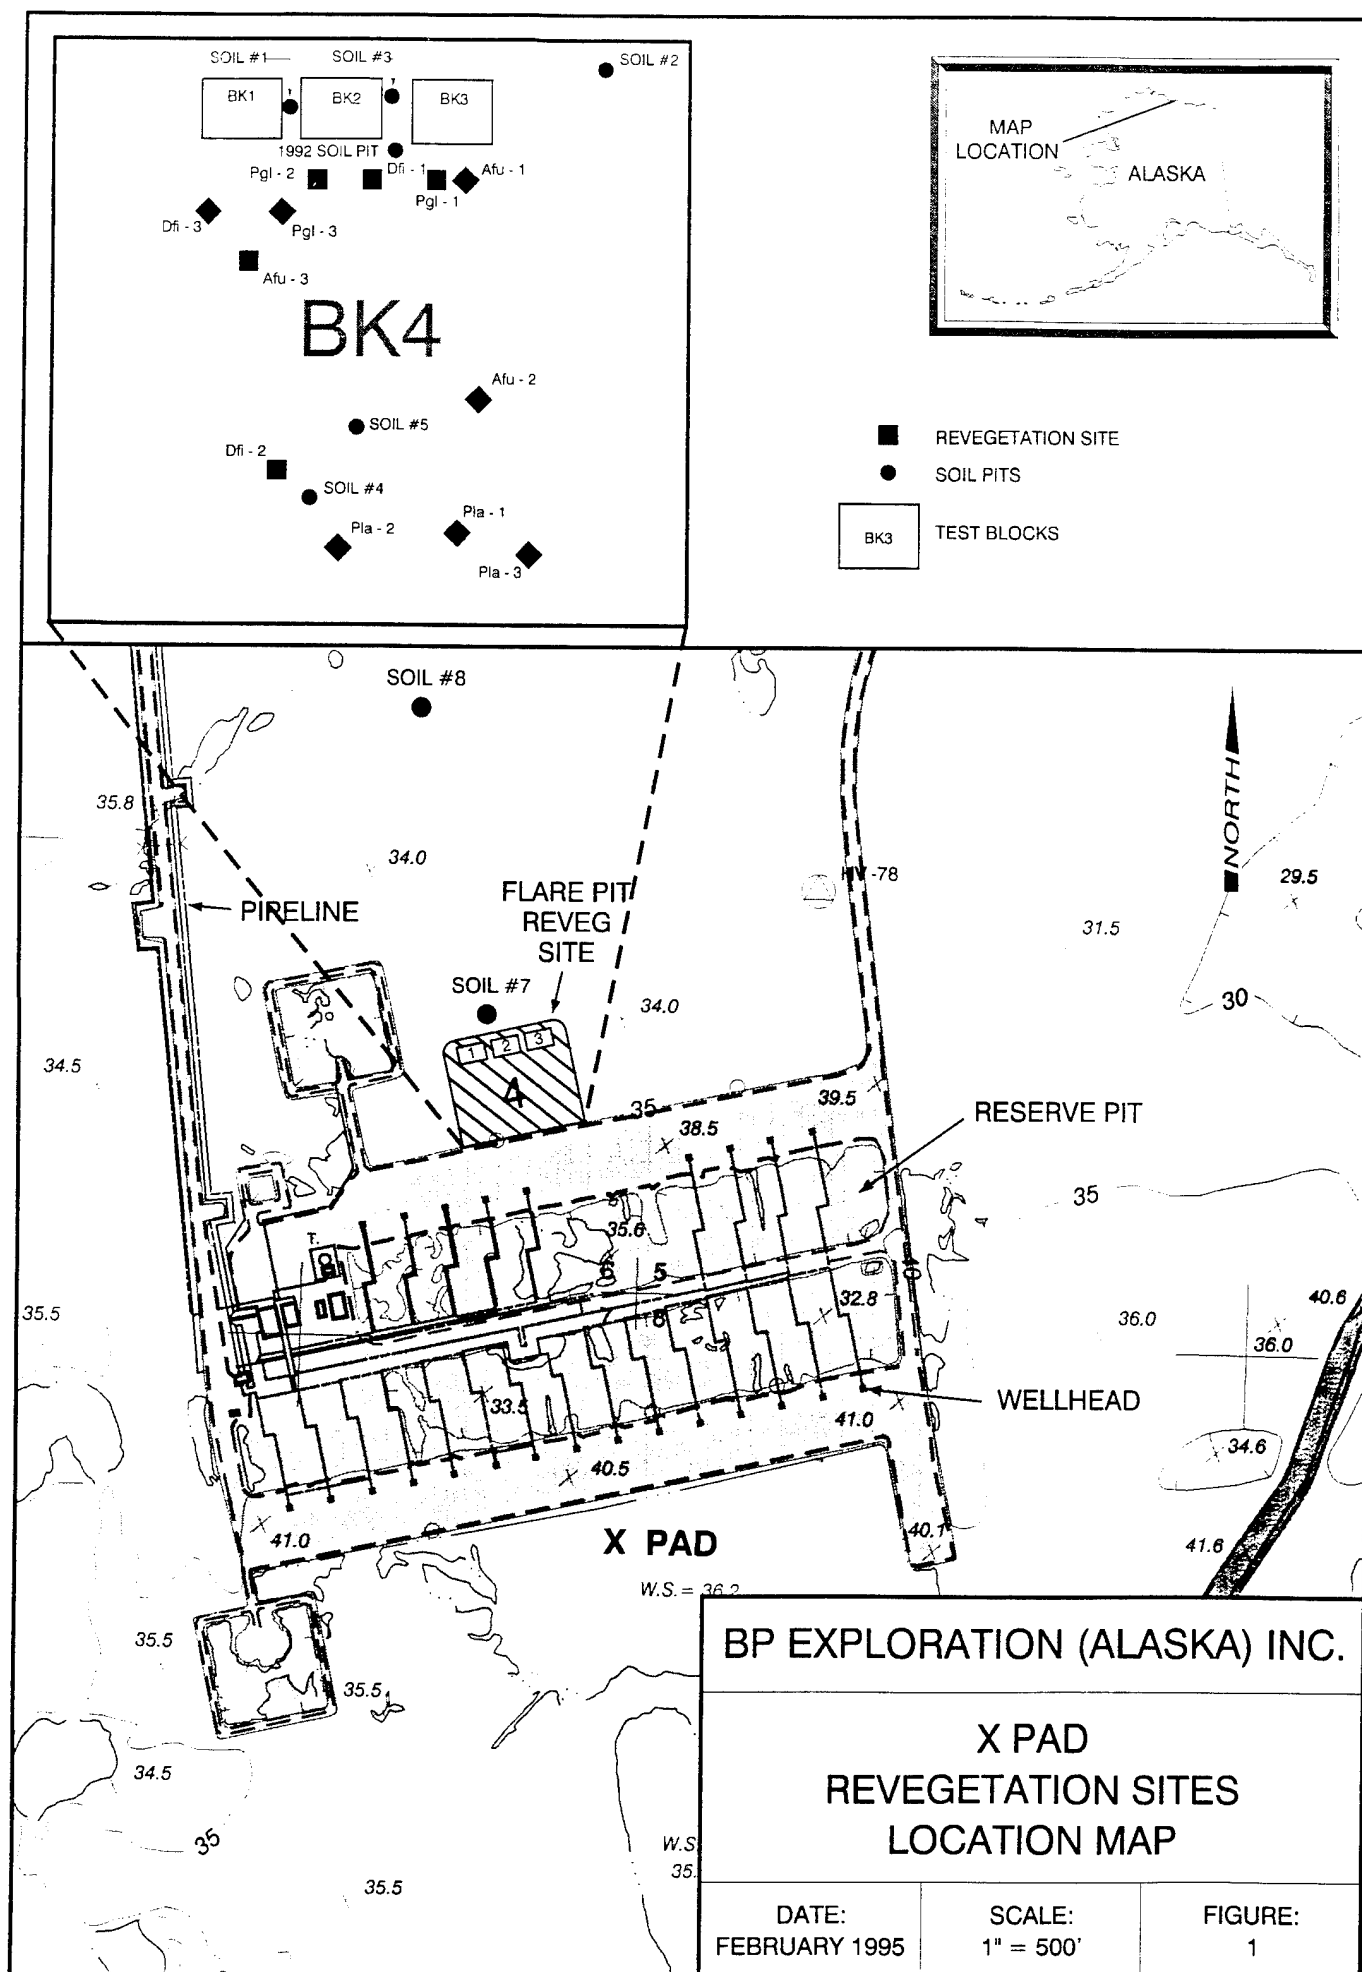 SOIL #1
SOIL #3
SOIL #2
BK1
BK2
BK3
1992 SOIL PIT
Pgl - 2
Dfi - 1
Afu - 1
Pgl - 1
Dfi - 3
Pgl - 3
Afu - 3
BK4
Afu - 2
SOIL #5
Dfi - 2
SOIL #4
Pla - 2
Pla - 1
Pla - 3
MAP
LOCATION
ALASKA
REVEGETATION SITE
SOIL PITS
BK3
TEST BLOCKS
SOIL #8
35.8
34.0
PIPELINE
FLARE PIT
REVEG
SITE
-78
NORTH
29.5
31.5
SOIL #7
34.0
30
34.5
1
2
3
4
35
39.5
38.5
RESERVE PIT
35
35.6
T.
5
40
35.5
32.8
36.0
36.0
40.6
8
33.5
41.0
WELLHEAD
34.6
40.5
41.0
X PAD
40.1
41.6
W.S. = 36.2
35.5
35.5
34.5
35
35.5
W.S.
35.
BP EXPLORATION (ALASKA) INC.
X PAD
REVEGETATION SITES
LOCATION MAP
DATE:
FEBRUARY 1995
SCALE:
1" = 500'
FIGURE:
1